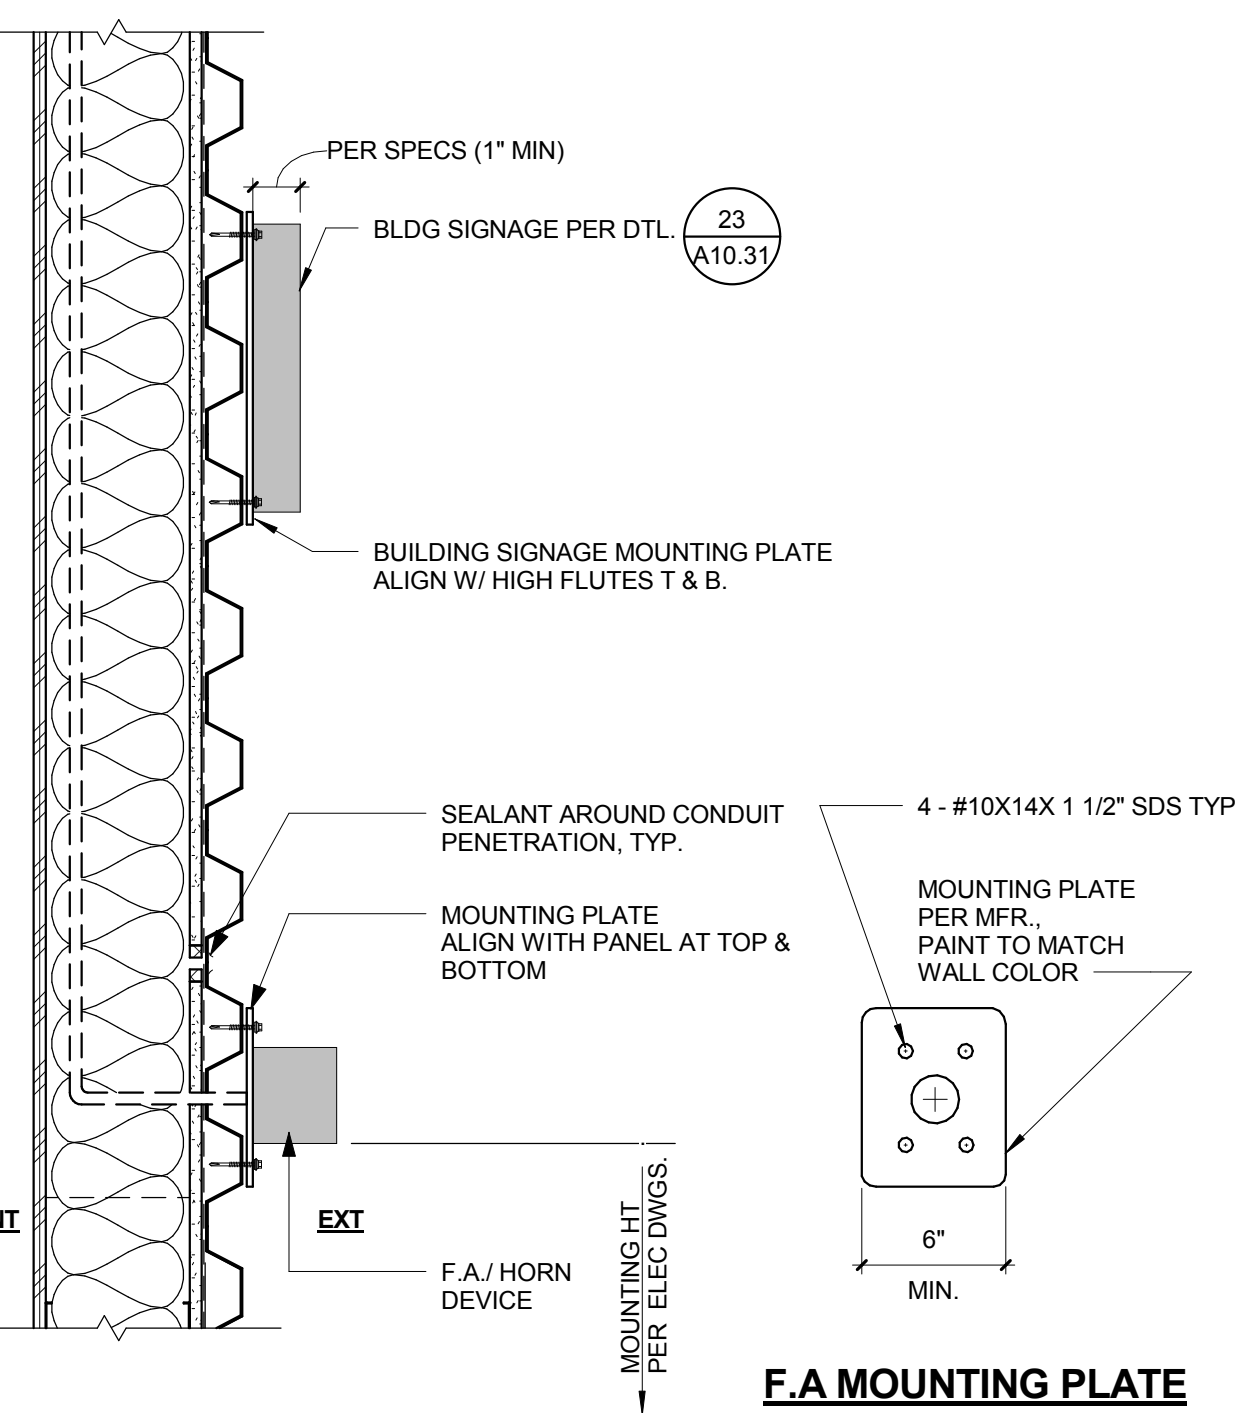 PER SPECS (1" MIN)
BLDG SIGNAGE PER DTL.
23
A10.31
BUILDING SIGNAGE MOUNTING PLATE
ALIGN W/ HIGH FLUTES T & B.
SEALANT AROUND CONDUIT
PENETRATION, TYP.
MOUNTING PLATE
ALIGN WITH PANEL AT TOP &
BOTTOM
4 - #10X14X 1 1/2" SDS TYP
MOUNTING PLATE
PER MFR.,
PAINT TO MATCH
WALL COLOR
EXT
F.A./ HORN
DEVICE
MOUNTING HT
PER ELEC DWGS.
6"
MIN.
F.A MOUNTING PLATE